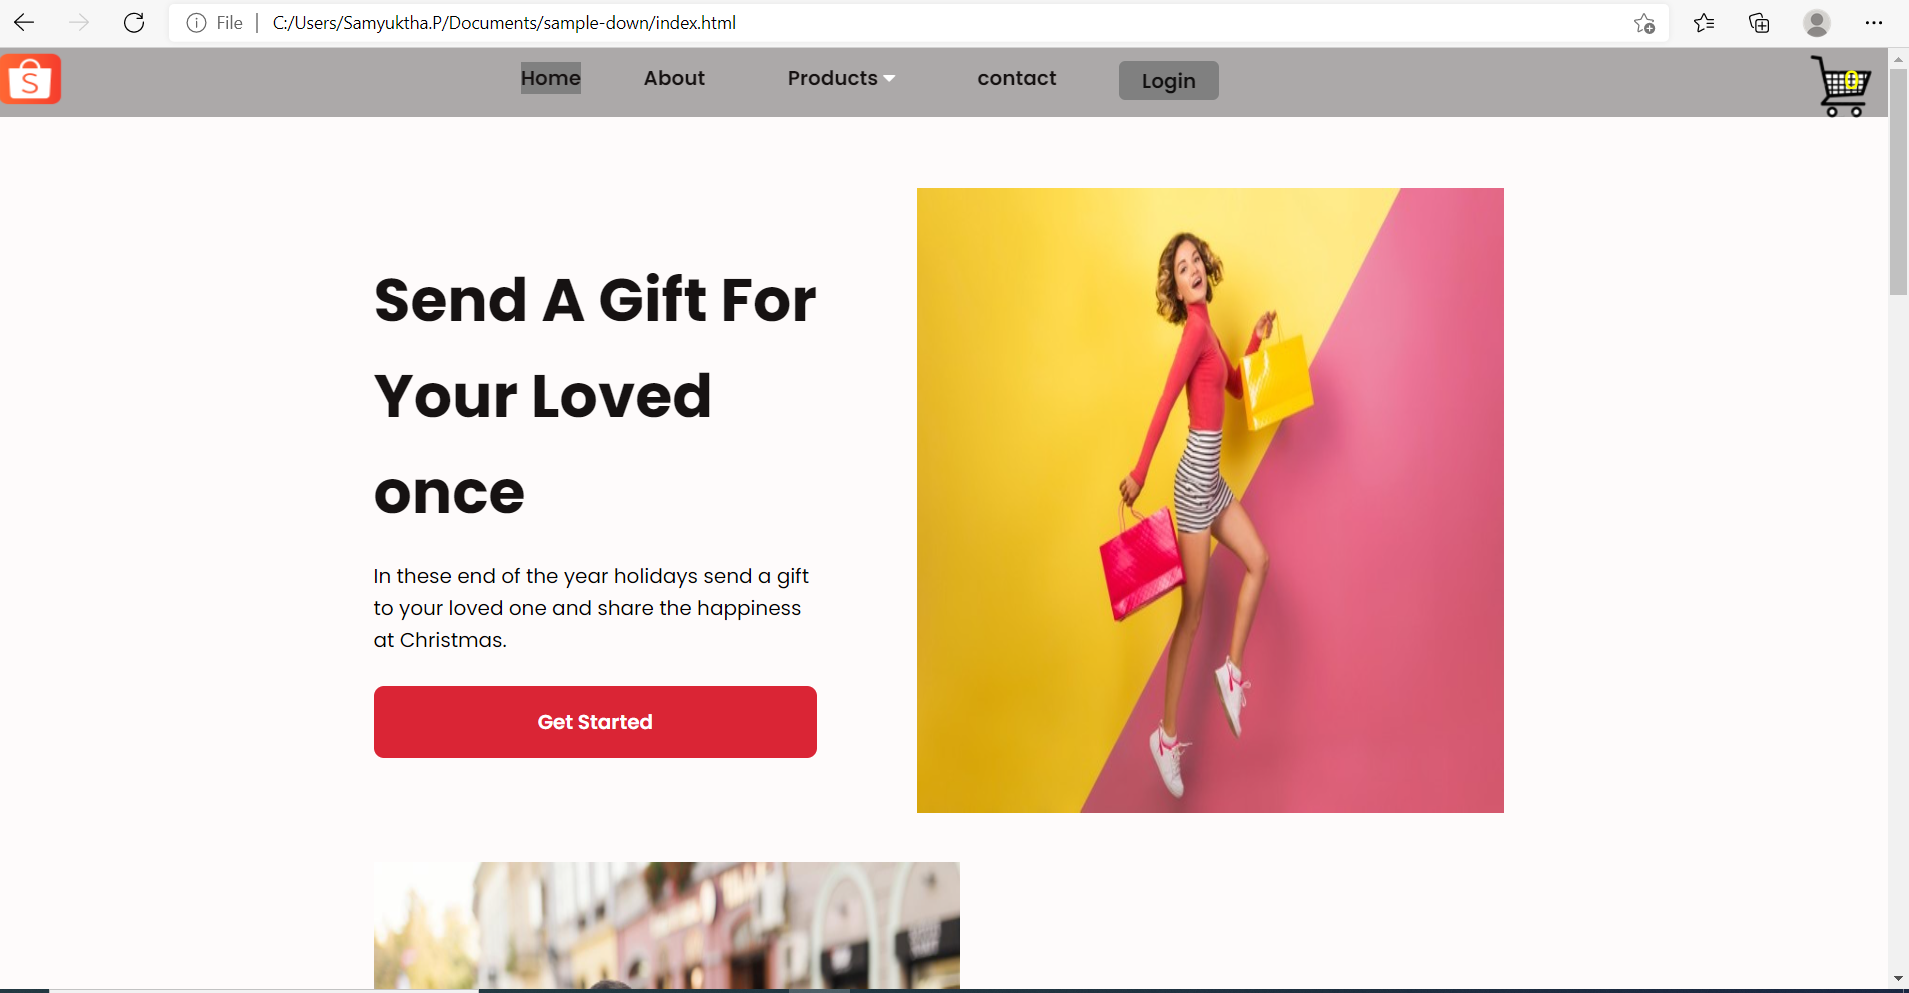 File
C:/Users/Samyuktha.P/Documents/sample-down/index.html
S
Home About Products contact Login
Send A Gift For
Your Loved
once
In these end of the year holidays send a gift
to your loved one and share the happiness
at Christmas.
Get Started